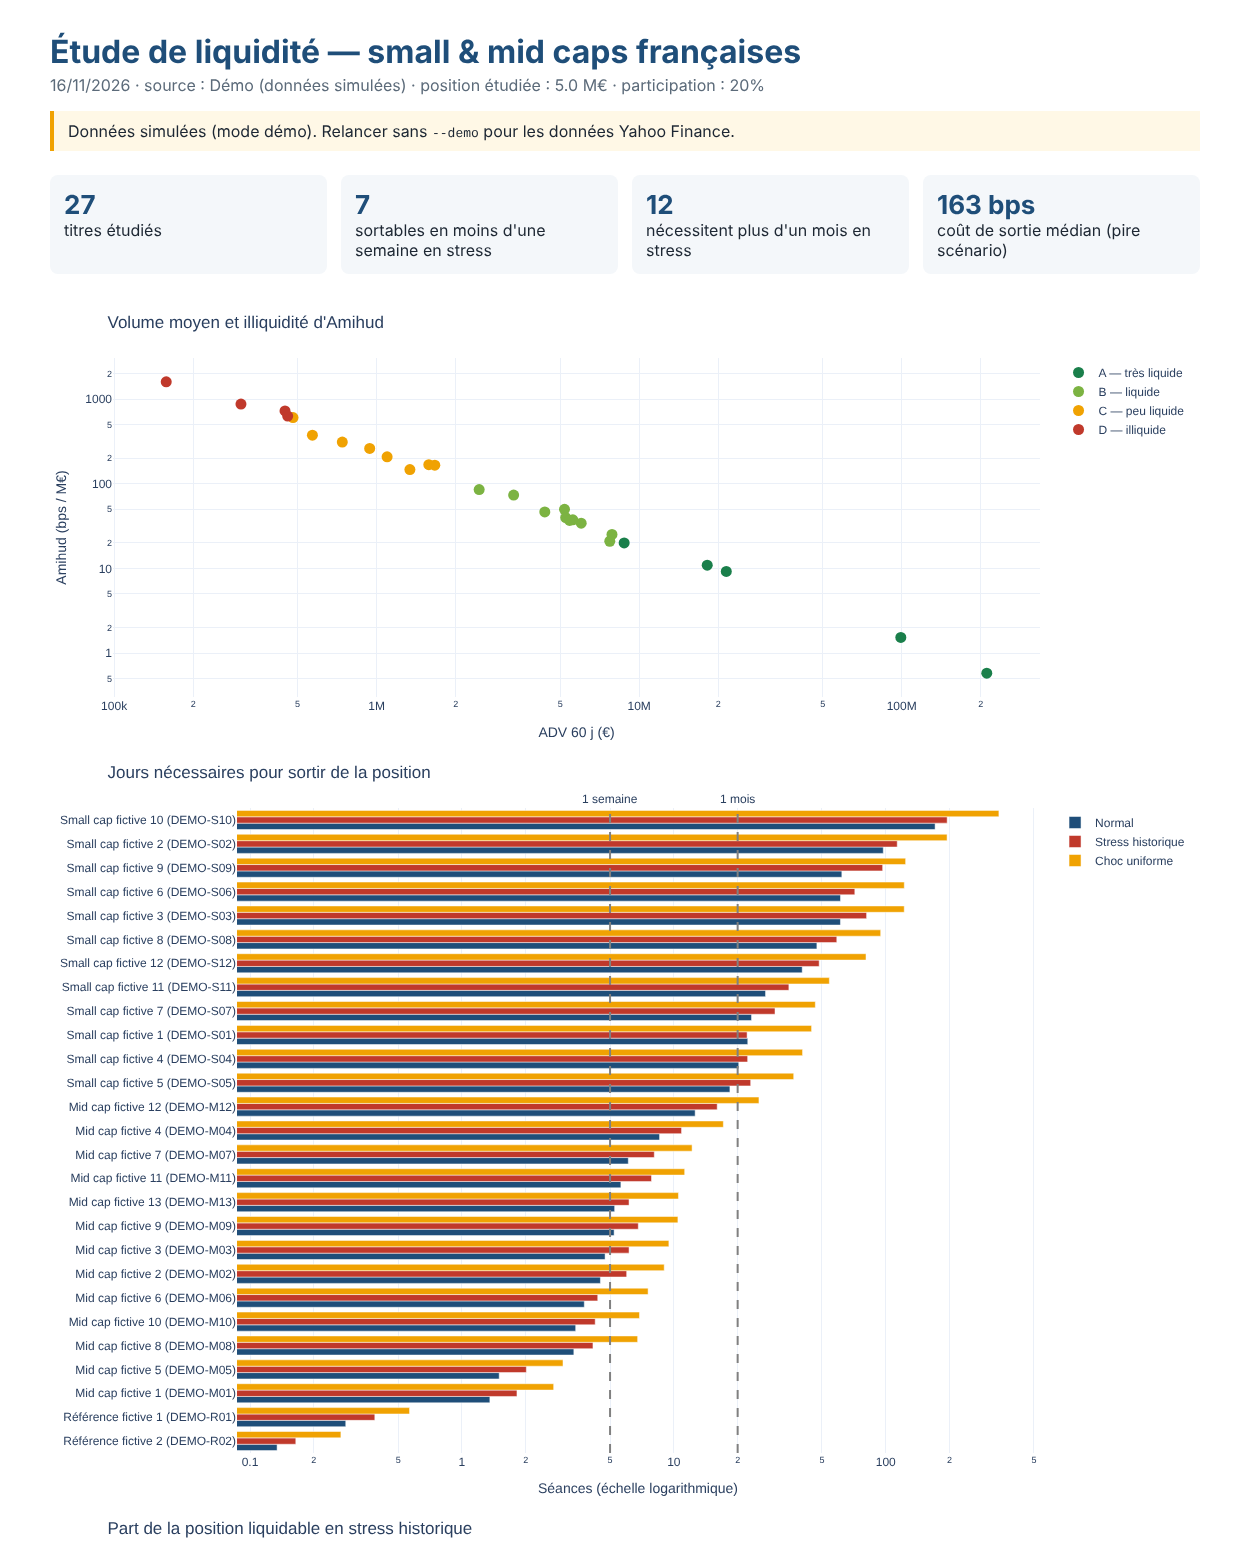 Étude de liquidité — small & mid caps françaises
16/11/2026 · source : Démo (données simulées) · position étudiée : 5.0 M€ · participation : 20%
Données simulées (mode démo). Relancer sans --demo pour les données Yahoo Finance.
27
titres étudiés
7
sortables en moins d'une
semaine en stress
12
nécessitent plus d'un mois en
stress
163 bps
coût de sortie médian (pire
scénario)
Volume moyen et illiquidité d'Amihud
2
1000
5
2
100
5
2
10
5
2
1
5
Amihud (bps / M€)
100k
2
5
1M
2
5
10M
2
5
100M
2
ADV 60 j (€)
A — très liquide
B — liquide
C — peu liquide
D — illiquide
Jours nécessaires pour sortir de la position
1 semaine
1 mois
Small cap fictive 10 (DEMO-S10)
Small cap fictive 2 (DEMO-S02)
Small cap fictive 9 (DEMO-S09)
Small cap fictive 6 (DEMO-S06)
Small cap fictive 3 (DEMO-S03)
Small cap fictive 8 (DEMO-S08)
Small cap fictive 12 (DEMO-S12)
Small cap fictive 11 (DEMO-S11)
Small cap fictive 7 (DEMO-S07)
Small cap fictive 1 (DEMO-S01)
Small cap fictive 4 (DEMO-S04)
Small cap fictive 5 (DEMO-S05)
Mid cap fictive 12 (DEMO-M12)
Mid cap fictive 4 (DEMO-M04)
Mid cap fictive 7 (DEMO-M07)
Mid cap fictive 11 (DEMO-M11)
Mid cap fictive 13 (DEMO-M13)
Mid cap fictive 9 (DEMO-M09)
Mid cap fictive 3 (DEMO-M03)
Mid cap fictive 2 (DEMO-M02)
Mid cap fictive 6 (DEMO-M06)
Mid cap fictive 10 (DEMO-M10)
Mid cap fictive 8 (DEMO-M08)
Mid cap fictive 5 (DEMO-M05)
Mid cap fictive 1 (DEMO-M01)
Référence fictive 1 (DEMO-R01)
Référence fictive 2 (DEMO-R02)
0.1
2
5
1
2
5
10
2
5
100
2
5
Séances (échelle logarithmique)
Normal
Stress historique
Choc uniforme
Part de la position liquidable en stress historique